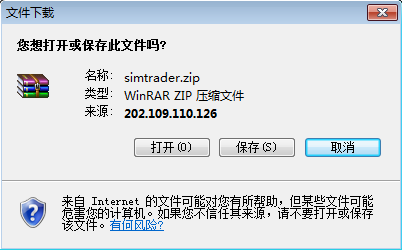 文件下载
您想打开或保存此文件吗?
名称: simtrader.zip
类型: WinRAR ZIP 压缩文件
来源: 202.109.110.126
打开(O) 保存(S) 取消
来自 Internet 的文件可能对您有所帮助，但某些文件可能
危害您的计算机。如果您不信任其来源，请不要打开或保存
该文件。有何风险?